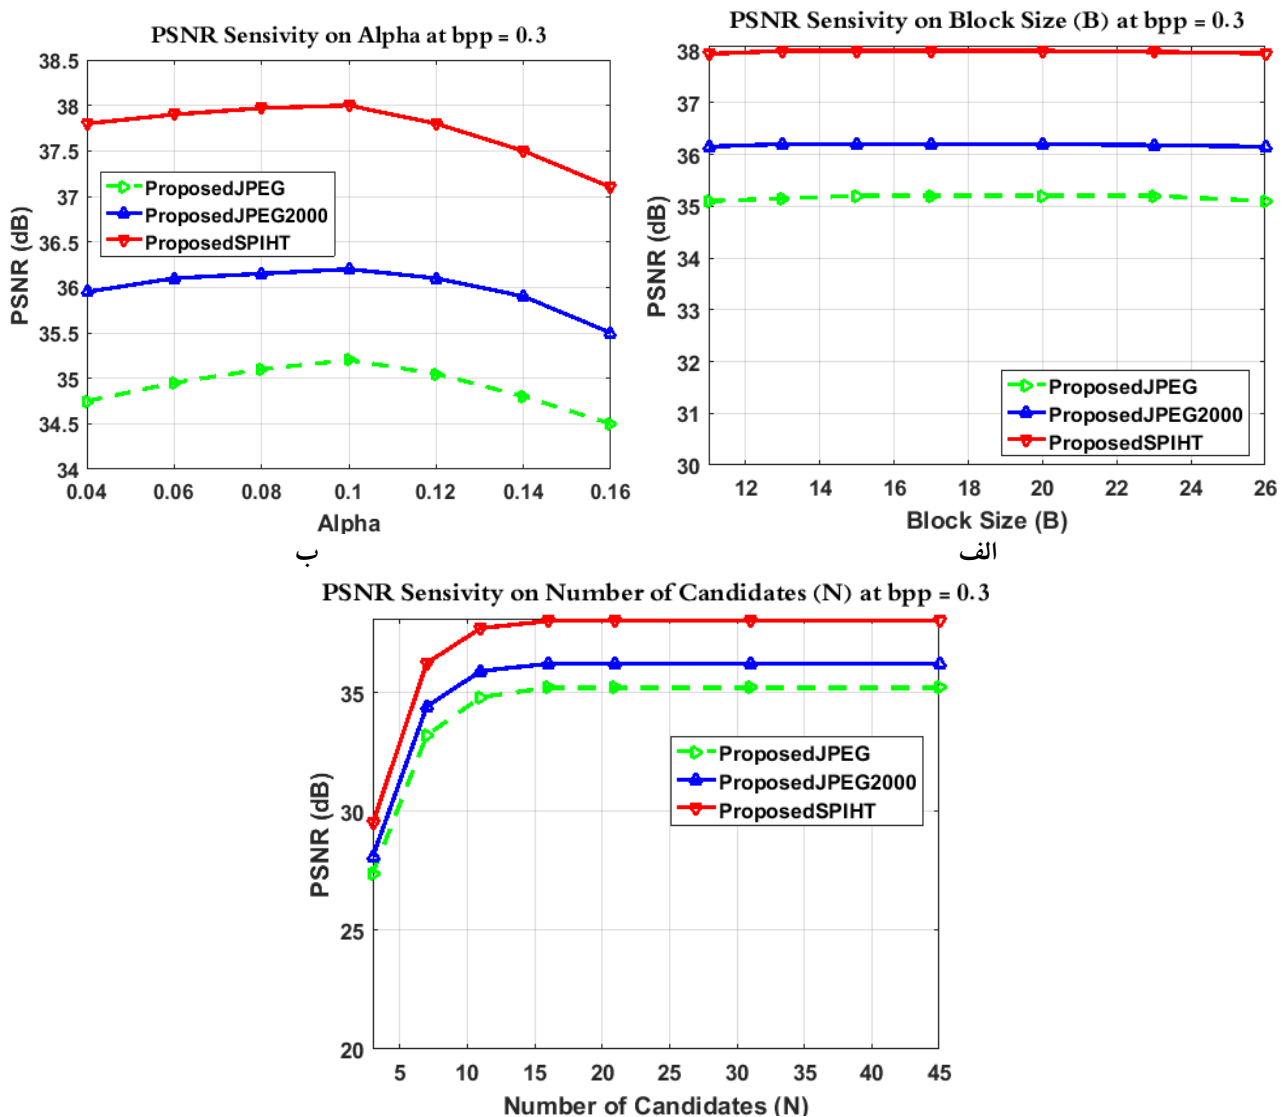 PSNR Sensivity on Alpha at bpp = 0.3
38.5
38
37.5
37
36.5
36
35.5
35
34.5
34
PSNR (dB)
ProposedJPEG
ProposedJPEG2000
ProposedSPIHT
0.04 0.06 0.08 0.1 0.12 0.14 0.16
Alpha
ب
PSNR Sensivity on Block Size (B) at bpp = 0.3
38
37
36
35
34
33
32
31
30
PSNR (dB)
ProposedJPEG
ProposedJPEG2000
ProposedSPIHT
12 14 16 18 20 22 24 26
Block Size (B)
الف
PSNR Sensivity on Number of Candidates (N) at bpp = 0.3
35
30
25
20
PSNR (dB)
ProposedJPEG
ProposedJPEG2000
ProposedSPIHT
5 10 15 20 25 30 35 40 45
Number of Candidates (N)